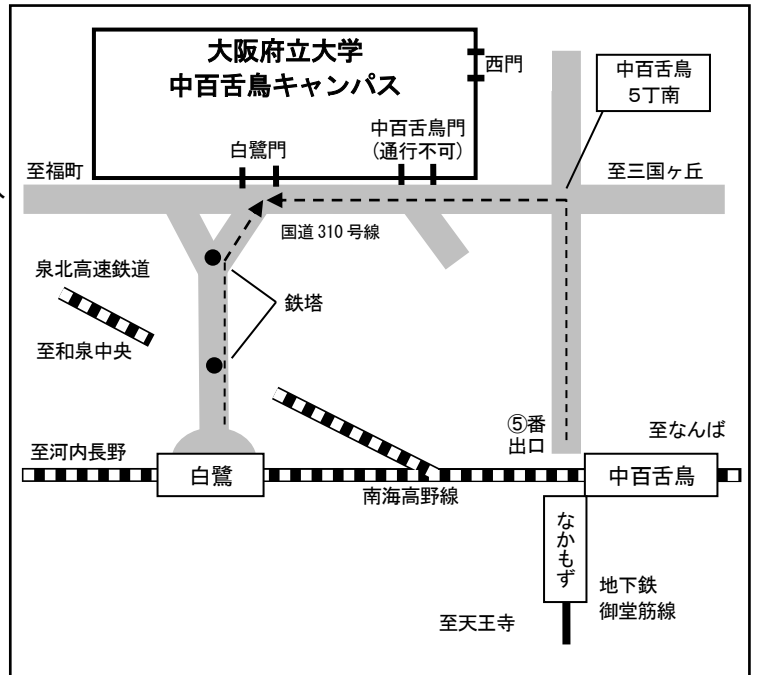 大阪府立大学
中百舌鳥キャンパス
西門
中百舌鳥
5丁南
中百舌鳥門
(通行不可)
白鷺門
至福町
至三国ヶ丘
国道 310 号線
泉北高速鉄道
鉄塔
至和泉中央
⑤番
出口
至なんば
至河内長野
白鷺
中百舌鳥
南海高野線
なかもず
地下鉄
御堂筋線
至天王寺